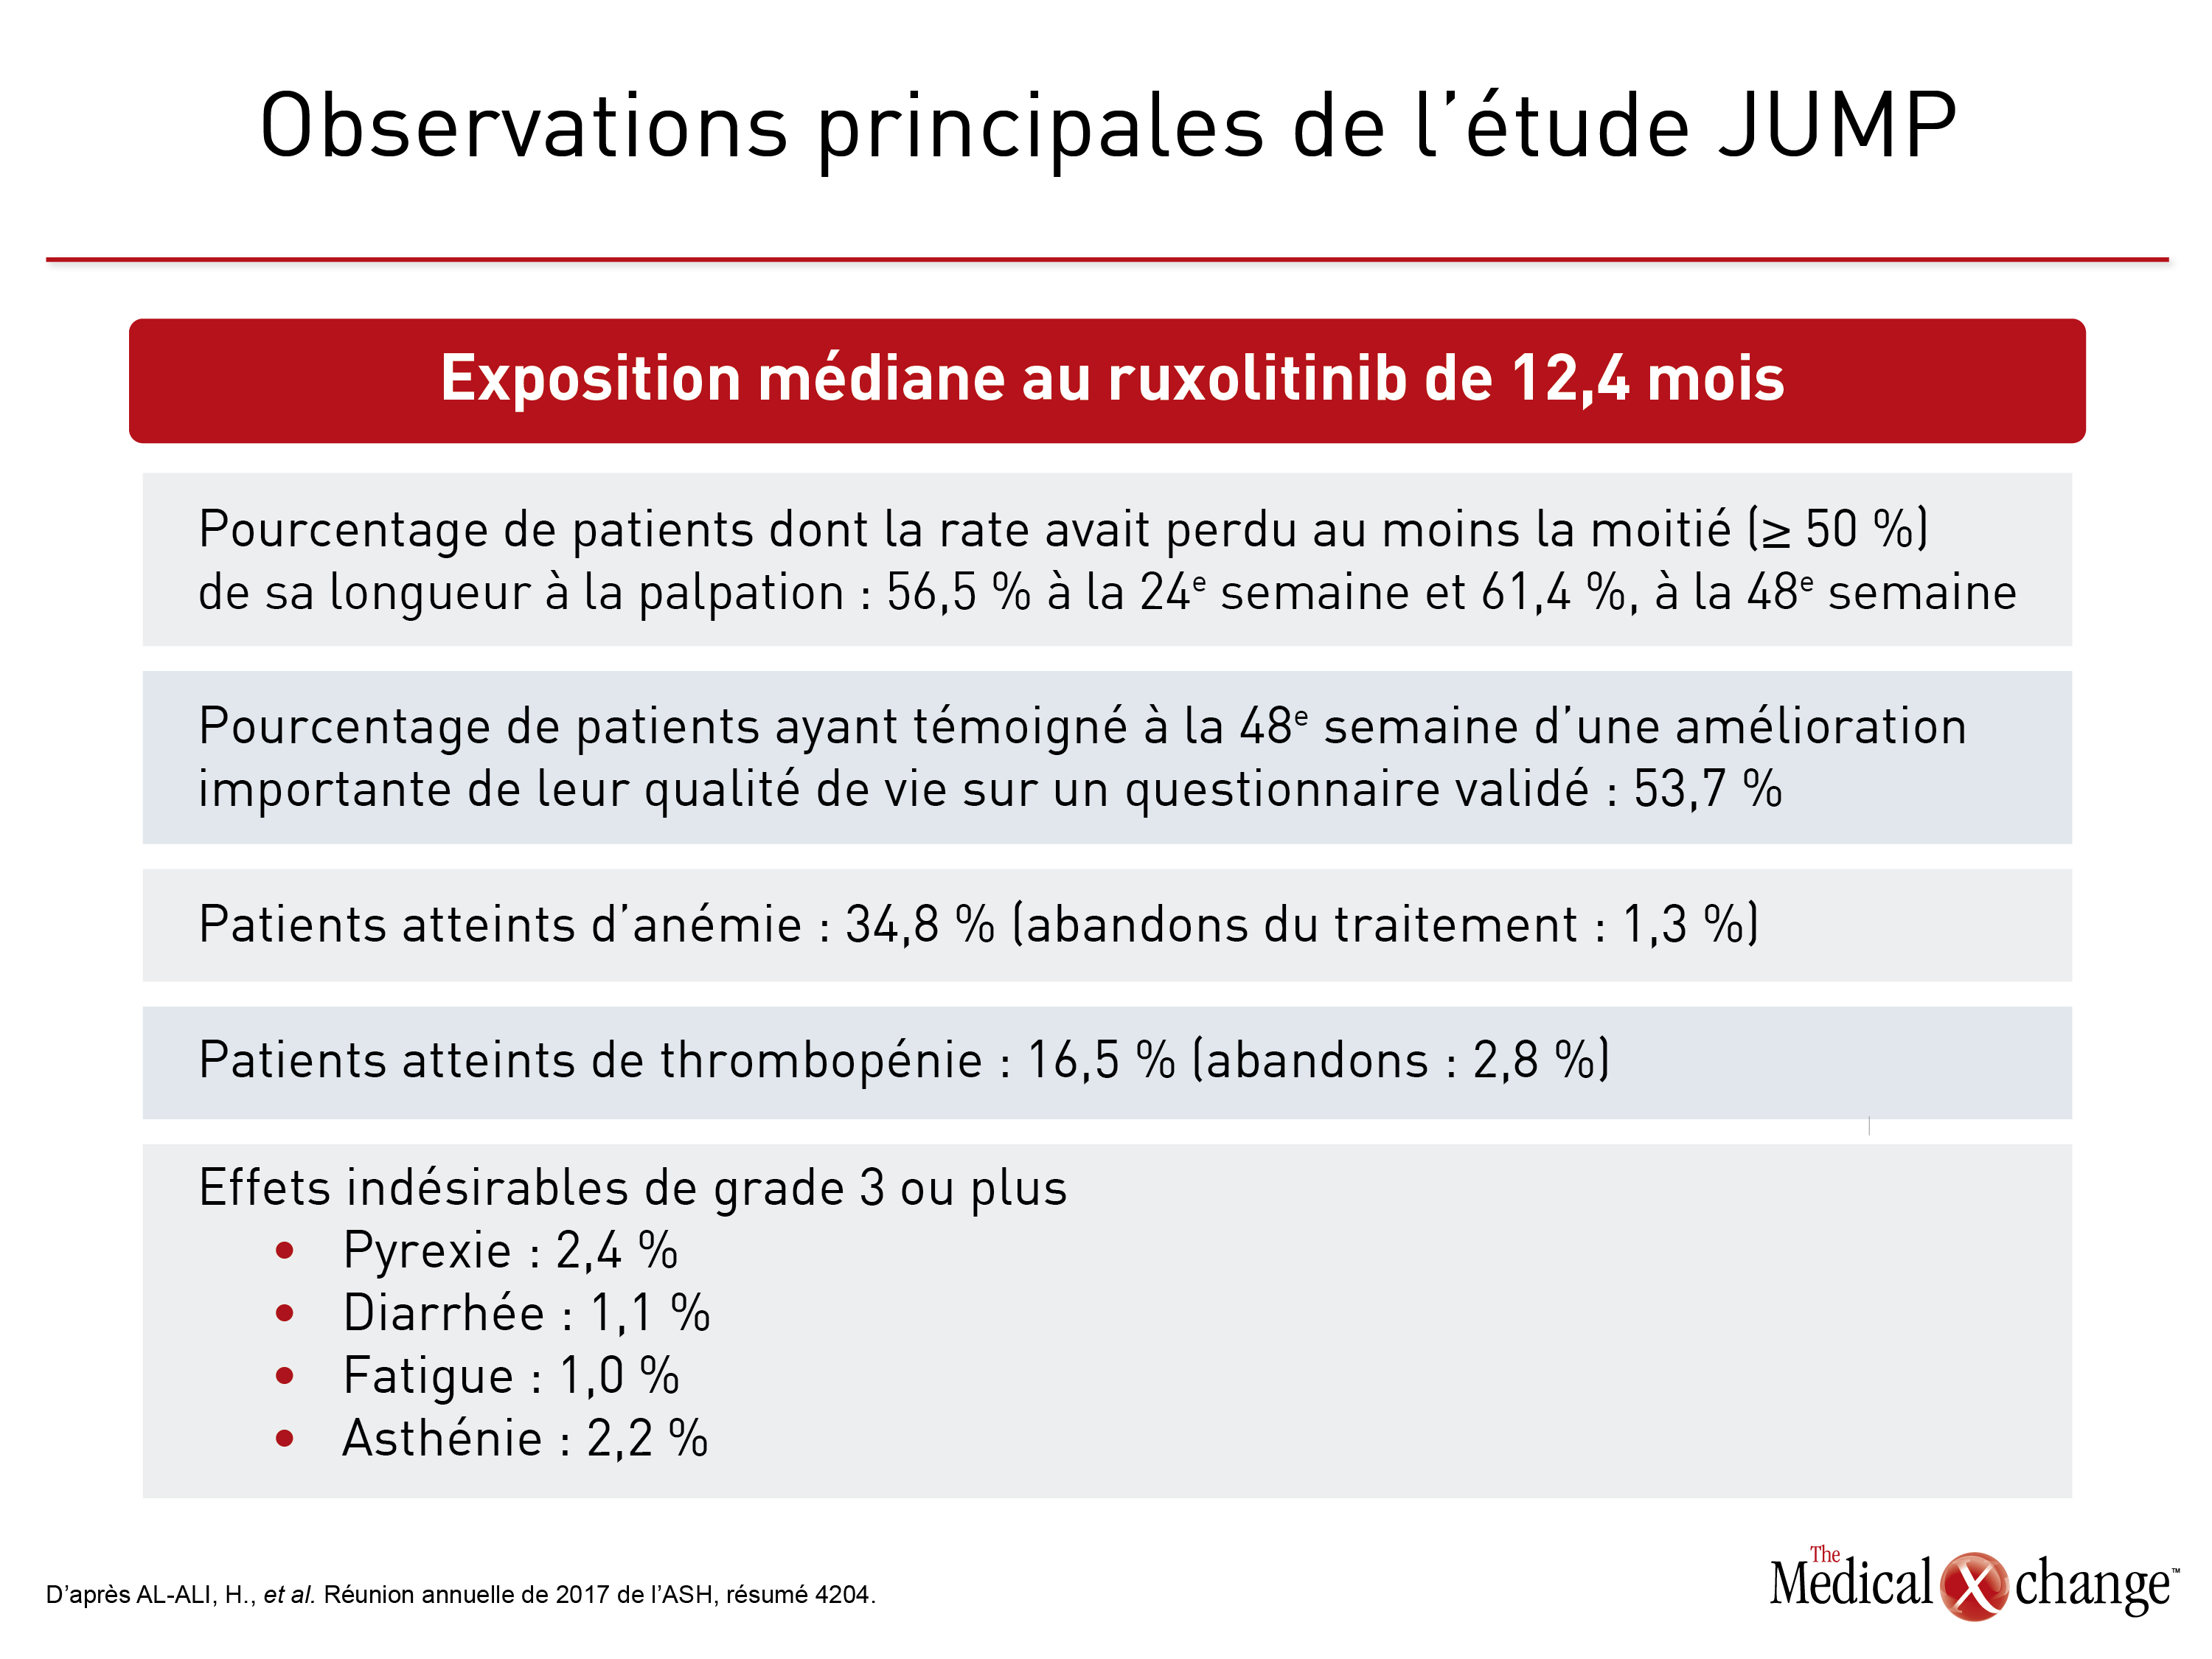 Observations principales de l’étude JUMP
Exposition médiane au ruxolitinib de 12,4 mois
Pourcentage de patients dont la rate avait perdu au moins la moitié (≥ 50 %)
de sa longueur à la palpation : 56,5 % à la 24e semaine et 61,4 %, à la 48e semaine
Pourcentage de patients ayant témoigné à la 48e semaine d’une amélioration
importante de leur qualité de vie sur un questionnaire validé : 53,7 %
Patients atteints d’anémie : 34,8 % (abandons du traitement : 1,3 %)
Patients atteints de thrombopénie : 16,5 % (abandons : 2,8 %)
Effets indésirables de grade 3 ou plus
• Pyrexie : 2,4 %
• Diarrhée : 1,1 %
• Fatigue : 1,0 %
• Asthénie : 2,2 %
D’après AL-ALI, H., et al. Réunion annuelle de 2017 de l’ASH, résumé 4204.
The
Medical X change™